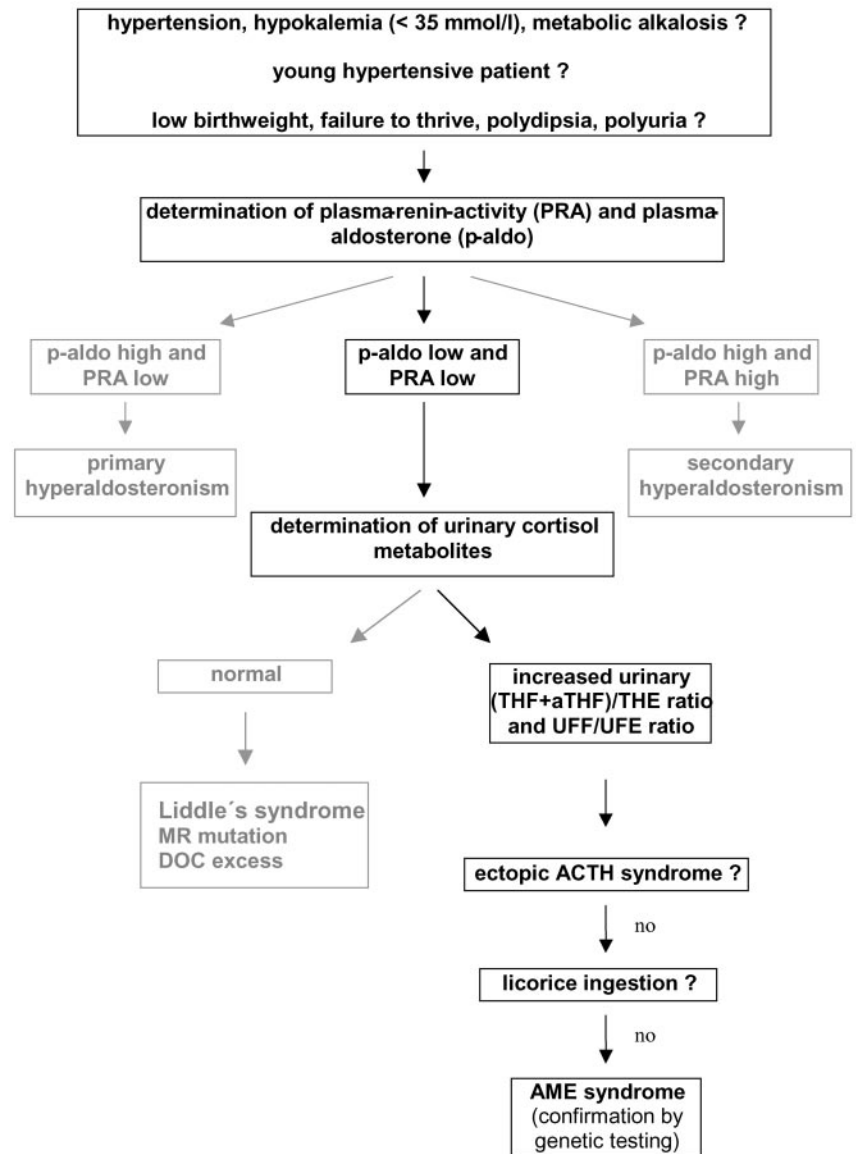 hypertension, hypokalemia (< 35 mmol/l), metabolic alkalosis ?
young hypertensive patient ?
low birthweight, failure to thrive, polydipsia, polyuria ?
determination of plasma-renin-activity (PRA) and plasma-
aldosterone (p-aldo)
p-aldo high and
PRA low
p-aldo low and
PRA low
p-aldo high and
PRA high
primary
hyperaldosteronism
secondary
hyperaldosteronism
determination of urinary cortisol
metabolites
normal
increased urinary
(THF+aTHF)/THE ratio
and UFF/UFE ratio
Liddle´s syndrome
MR mutation
DOC excess
ectopic ACTH syndrome ?
no
licorice ingestion ?
no
AME syndrome
(confirmation by
genetic testing)